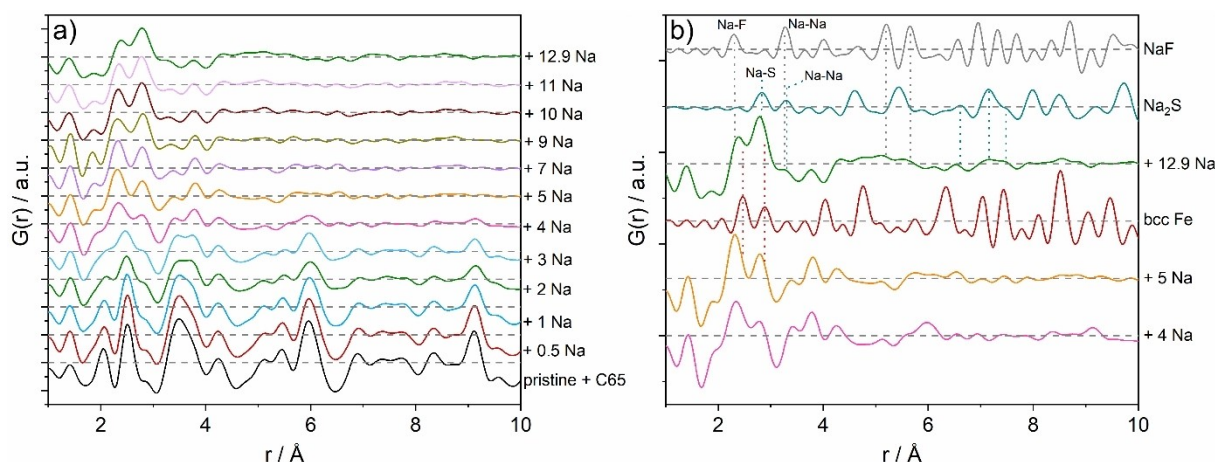 a)
G(r) / a.u.
+ 12.9 Na
+ 11 Na
+ 10 Na
+ 9 Na
+ 7 Na
+ 5 Na
+ 4 Na
+ 3 Na
+ 2 Na
+ 1 Na
+ 0.5 Na
pristine + C65
2 4 6 8 10
r / Å
b)
G(r) / a.u.
Na-F
Na-Na
NaF
Na-S
Na-Na
Na₂S
+ 12.9 Na
bcc Fe
+ 5 Na
+ 4 Na
2 4 6 8 10
r / Å